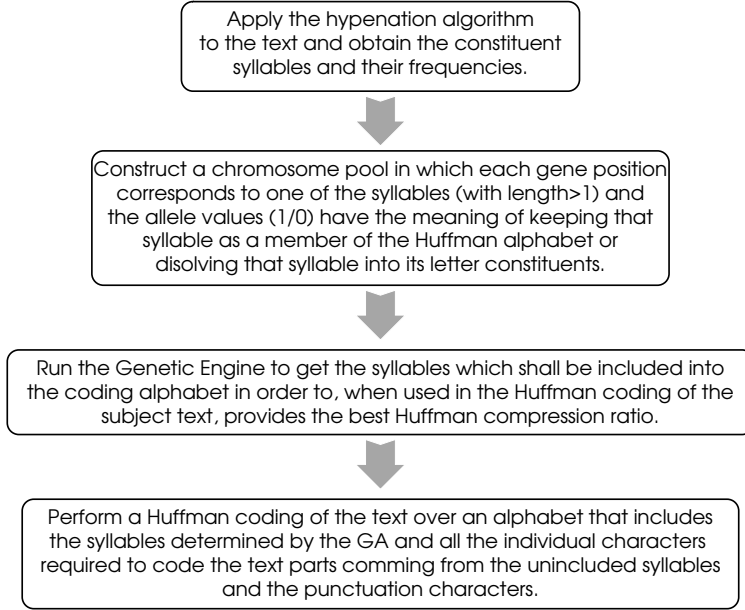 Apply the hypenation algorithm
to the text and obtain the constituent
syllables and their frequencies.
Construct a chromosome pool in which each gene position
corresponds to one of the syllables (with length>1) and
the allele values (1/0) have the meaning of keeping that
syllable as a member of the Huffman alphabet or
disolving that syllable into its letter constituents.
Run the Genetic Engine to get the syllables which shall be included into
the coding alphabet in order to, when used in the Huffman coding of the
subject text, provides the best Huffman compression ratio.
Perform a Huffman coding of the text over an alphabet that includes
the syllables determined by the GA and all the individual characters
required to code the text parts comming from the unincluded syllables
and the punctuation characters.